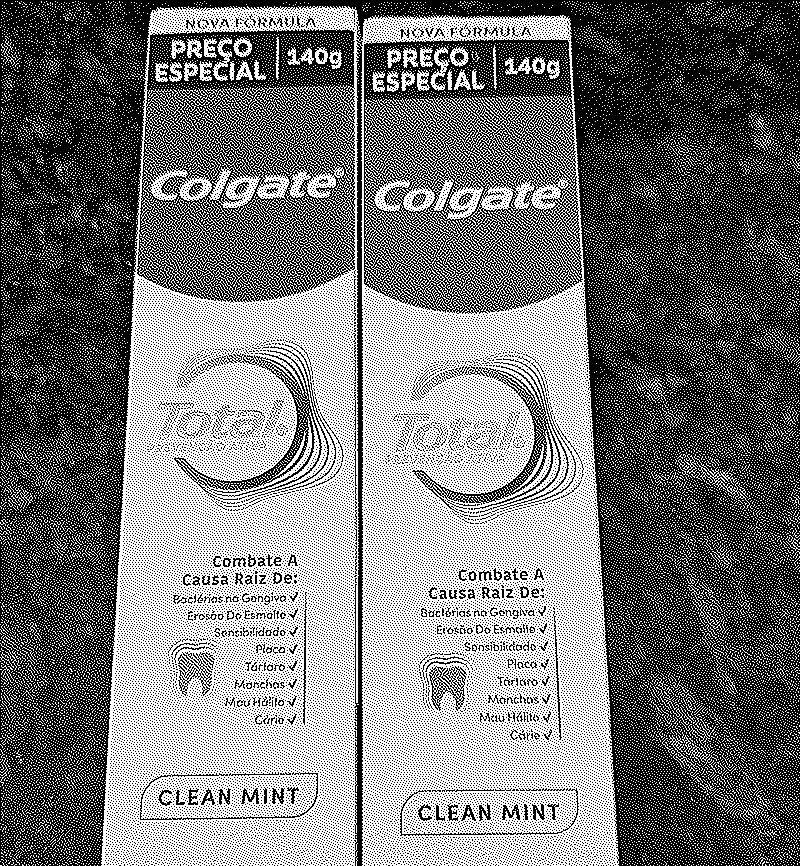 NOVA FÓRMULA
PREÇO
ESPECIAL
140g
Colgate®
Total
Combate A
Causa Raiz De:
Bactérias na Gengiva ✓
Erosão Do Esmalte ✓
Sensibilidade ✓
Placa ✓
Tártaro ✓
Manchas ✓
Mau Hálito ✓
Cárie ✓
CLEAN MINT
NOVA FÓRMULA
PREÇO
ESPECIAL
140g
Colgate®
Total
Combate A
Causa Raiz De:
Bactérias na Gengiva ✓
Erosão Do Esmalte ✓
Sensibilidade ✓
Placa ✓
Tártaro ✓
Manchas ✓
Mau Hálito ✓
Cárie ✓
CLEAN MINT